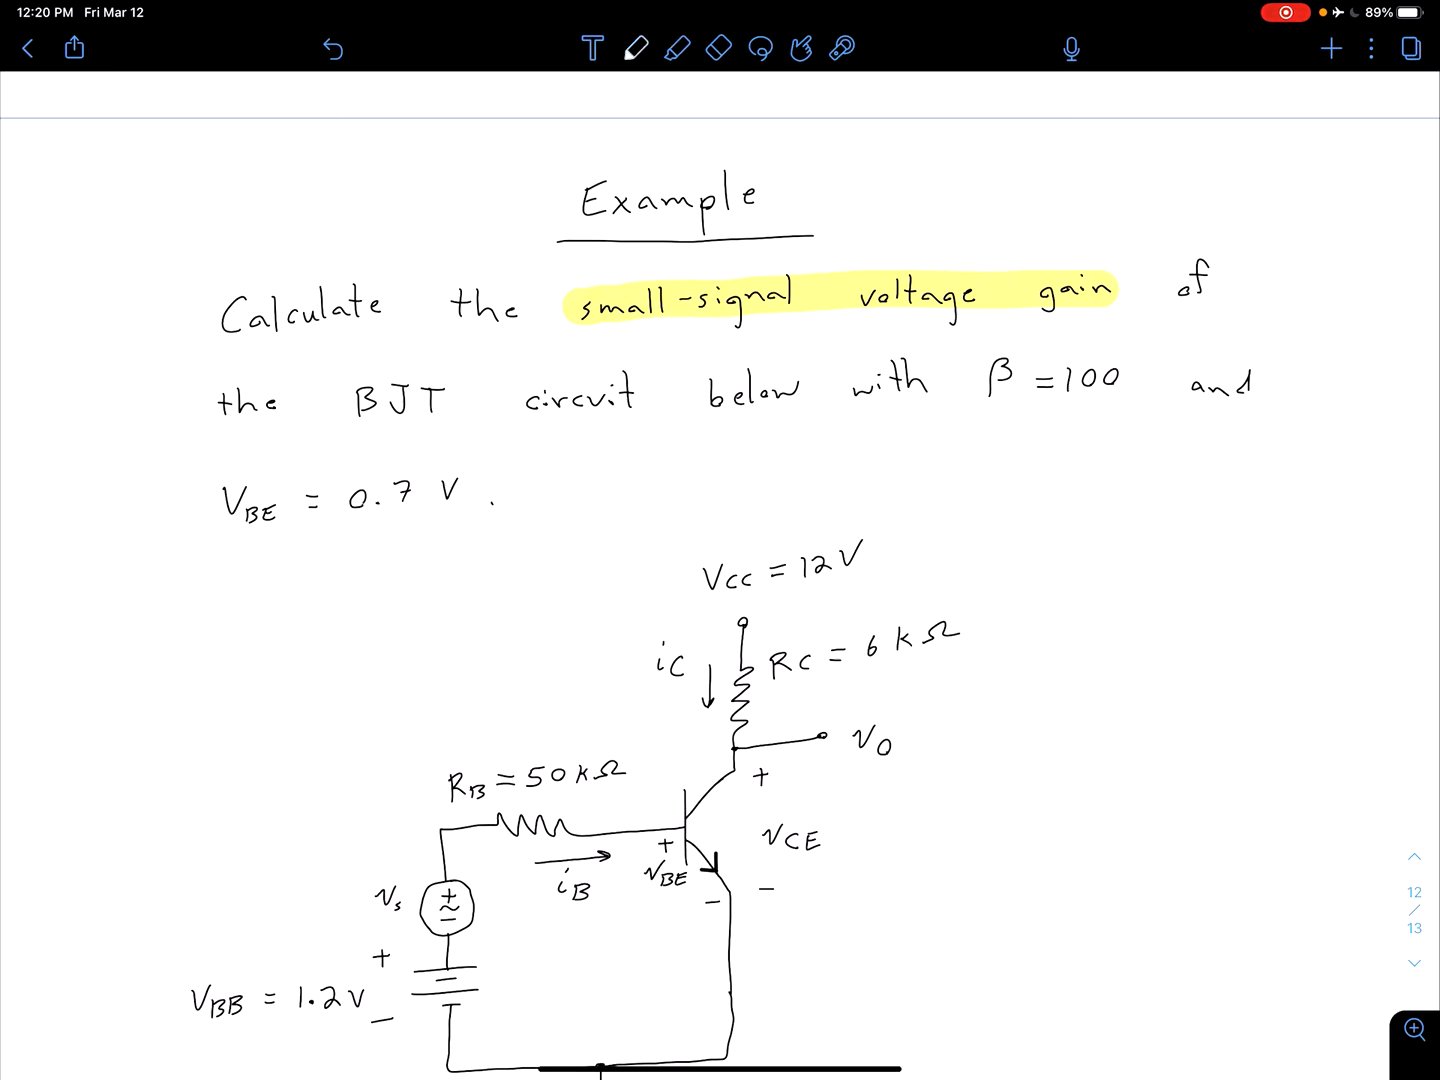 12:20 PM Fri Mar 12
89%
Example
Calculate the small-signal voltage gain of
the BJT circuit below with β = 100 and
VBE = 0.7 V.
VCC = 12V
iC
RC = 6 kΩ
vO
RB = 50 kΩ
+
vCE
+
vBE
iB
−
−
vs
+
~
−
+
VBB = 1.2V
−
12
/
13